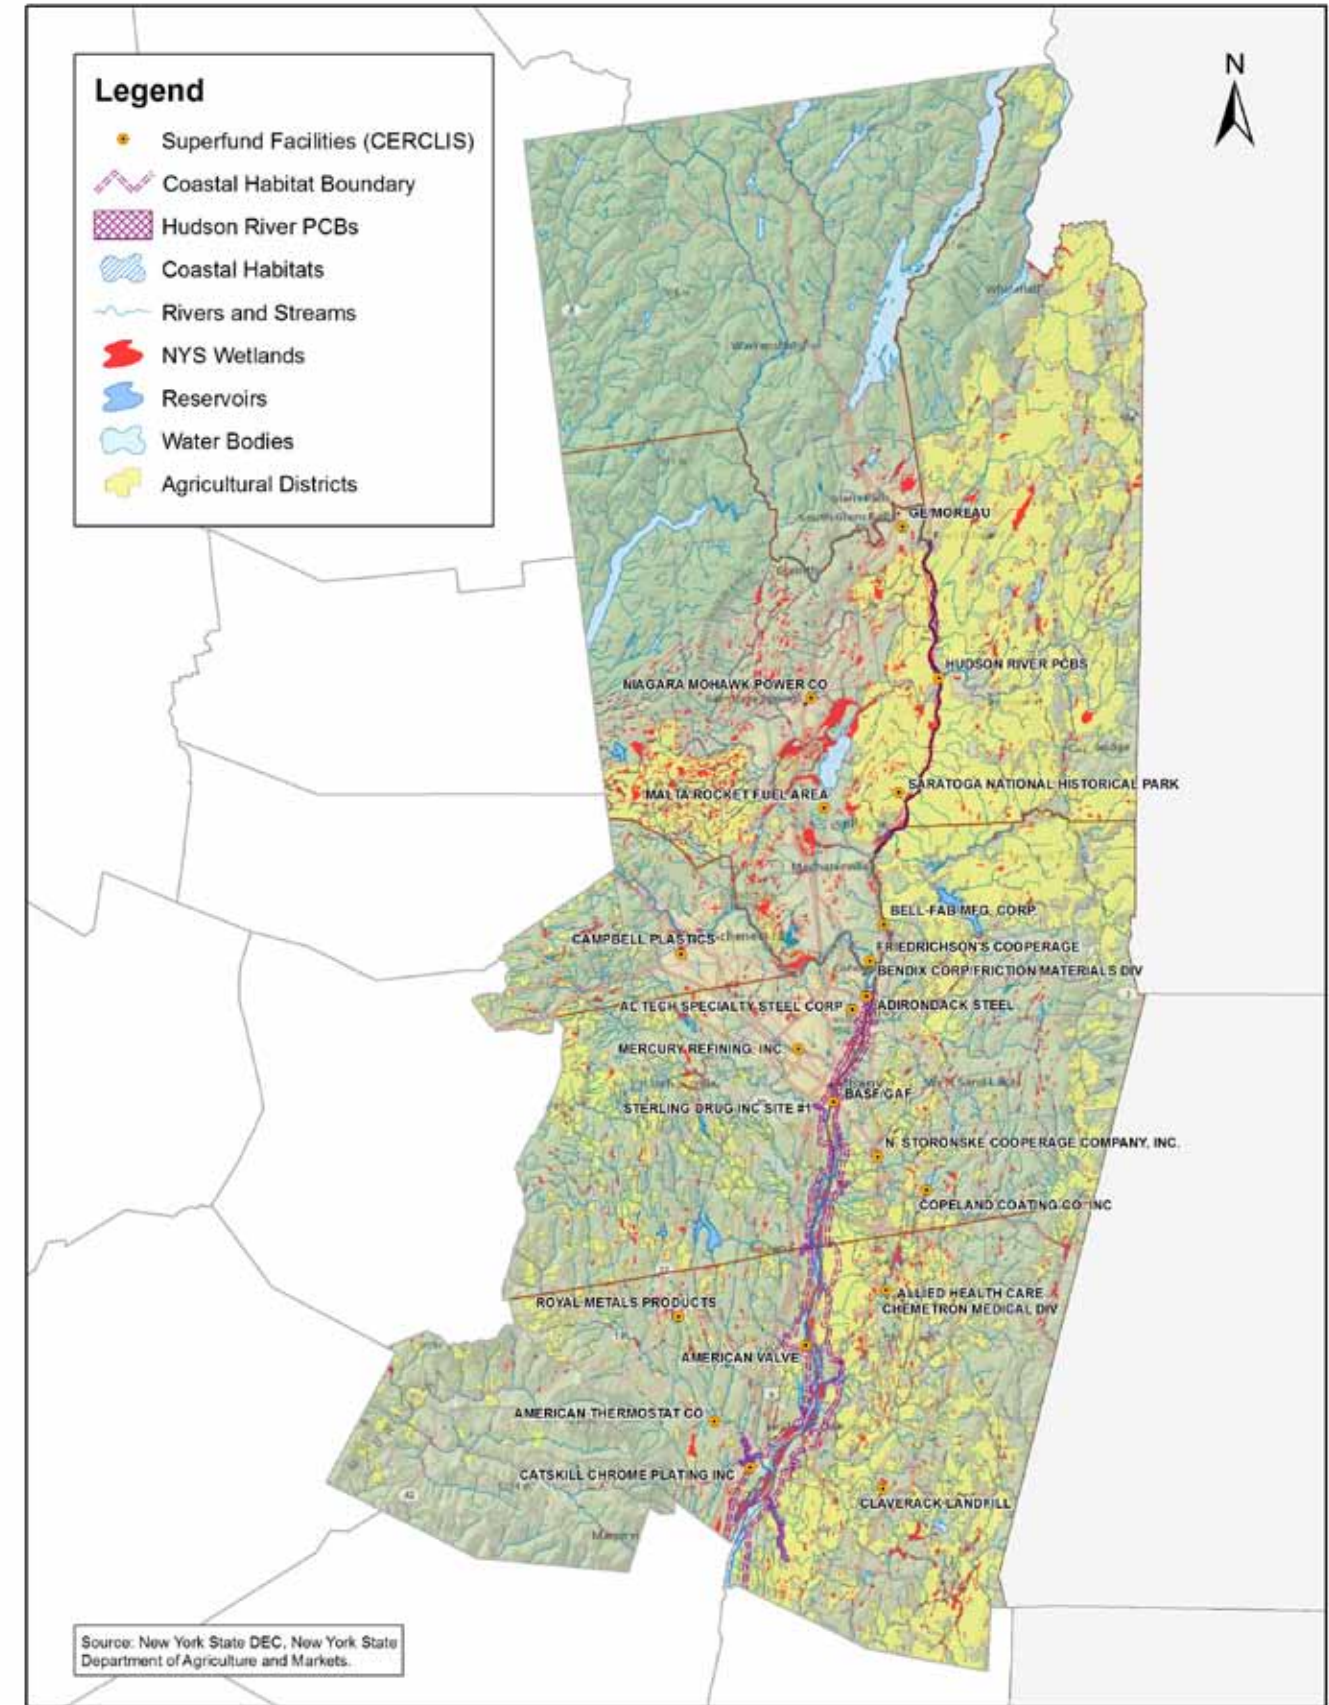 N
Legend
Superfund Facilities (CERCLIS)
Coastal Habitat Boundary
Hudson River PCBs
Coastal Habitats
Rivers and Streams
NYS Wetlands
Reservoirs
Water Bodies
Agricultural Districts
Whitehall
GE MOREAU
HUDSON RIVER PCBS
NIAGARA MOHAWK POWER CO
SARATOGA NATIONAL HISTORICAL PARK
MALTA ROCKET FUEL AREA
BELL-FAB MFG. CORP
CAMPBELL PLASTICS
FRIEDRICHSON'S COOPERAGE
BENDIX CORP/FRICTION MATERIALS DIV
AL TECH SPECIALTY STEEL CORP
ADIRONDACK STEEL
MERCURY REFINING, INC.
BASF/GAF
STERLING DRUG INC SITE #1
N. STORONSKE COOPERAGE COMPANY, INC.
COPELAND COATING CO. INC
ALLIED HEALTH CARE
CHEMETRON MEDICAL DIV
ROYAL METALS PRODUCTS
AMERICAN VALVE
AMERICAN THERMOSTAT CO
CATSKILL CHROME PLATING INC
CLAVERACK LANDFILL
Source: New York State DEC, New York State
Department of Agriculture and Markets.